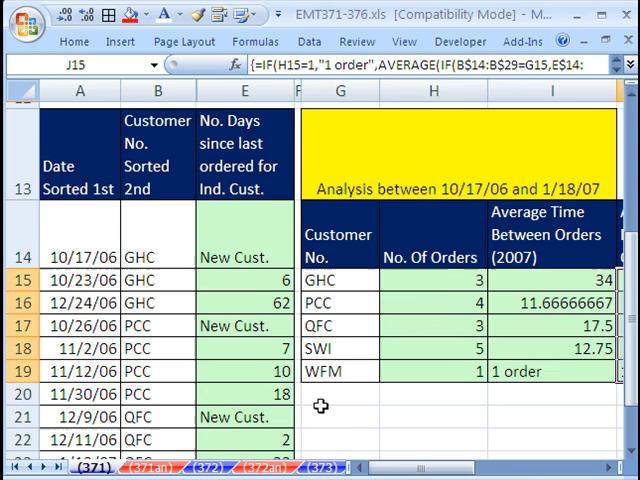 EMT371-376.xls [Compatibility Mode] - M...
Home Insert Page Layout Formulas Data Review View Developer Add-Ins
J15 fx {=IF(H15=1,"1 order",AVERAGE(IF(B$14:B$29=G15,E$14:
A B E F G H I
13 Date Sorted 1st Customer No. Sorted 2nd No. Days since last ordered for Ind. Cust. Analysis between 10/17/06 and 1/18/07
14 10/17/06 GHC New Cust. Customer No. No. Of Orders Average Time Between Orders (2007)
15 10/23/06 GHC 6 GHC 3 34
16 12/24/06 GHC 62 PCC 4 11.66666667
17 10/26/06 PCC New Cust. QFC 3 17.5
18 11/2/06 PCC 7 SWI 5 12.75
19 11/12/06 PCC 10 WFM 1 1 order
20 11/30/06 PCC 18
21 12/9/06 QFC New Cust.
22 12/11/06 QFC 2
(371) (371an) (372) (372an) (373)